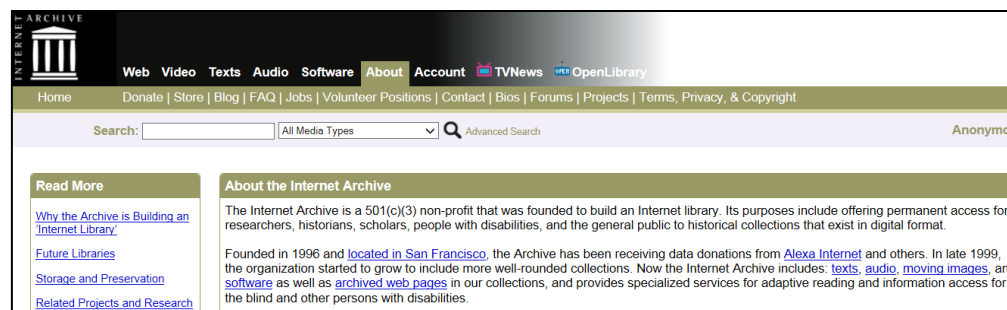 INTERNET ARCHIVE
Web Video Texts Audio Software About Account TVNews OPEN OpenLibrary
Home Donate | Store | Blog | FAQ | Jobs | Volunteer Positions | Contact | Bios | Forums | Projects | Terms, Privacy, & Copyright
Search: All Media Types Advanced Search Anonymo
Read More
Why the Archive is Building an
'Internet Library'
Future Libraries
Storage and Preservation
Related Projects and Research
About the Internet Archive
The Internet Archive is a 501(c)(3) non-profit that was founded to build an Internet library. Its purposes include offering permanent access for
researchers, historians, scholars, people with disabilities, and the general public to historical collections that exist in digital format.
Founded in 1996 and located in San Francisco, the Archive has been receiving data donations from Alexa Internet and others. In late 1999,
the organization started to grow to include more well-rounded collections. Now the Internet Archive includes: texts, audio, moving images, an
software as well as archived web pages in our collections, and provides specialized services for adaptive reading and information access for
the blind and other persons with disabilities.